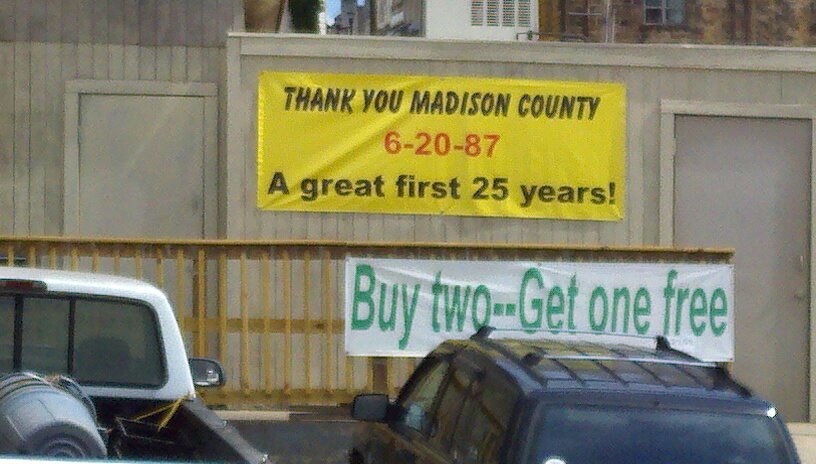 THANK YOU MADISON COUNTY
6-20-87
A great first 25 years!
Buy two--Get one free